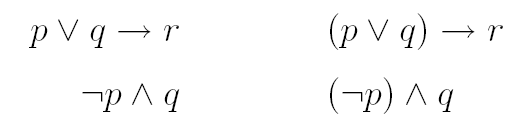 p ∨ q → r (p ∨ q) → r
¬p ∧ q (¬p) ∧ q